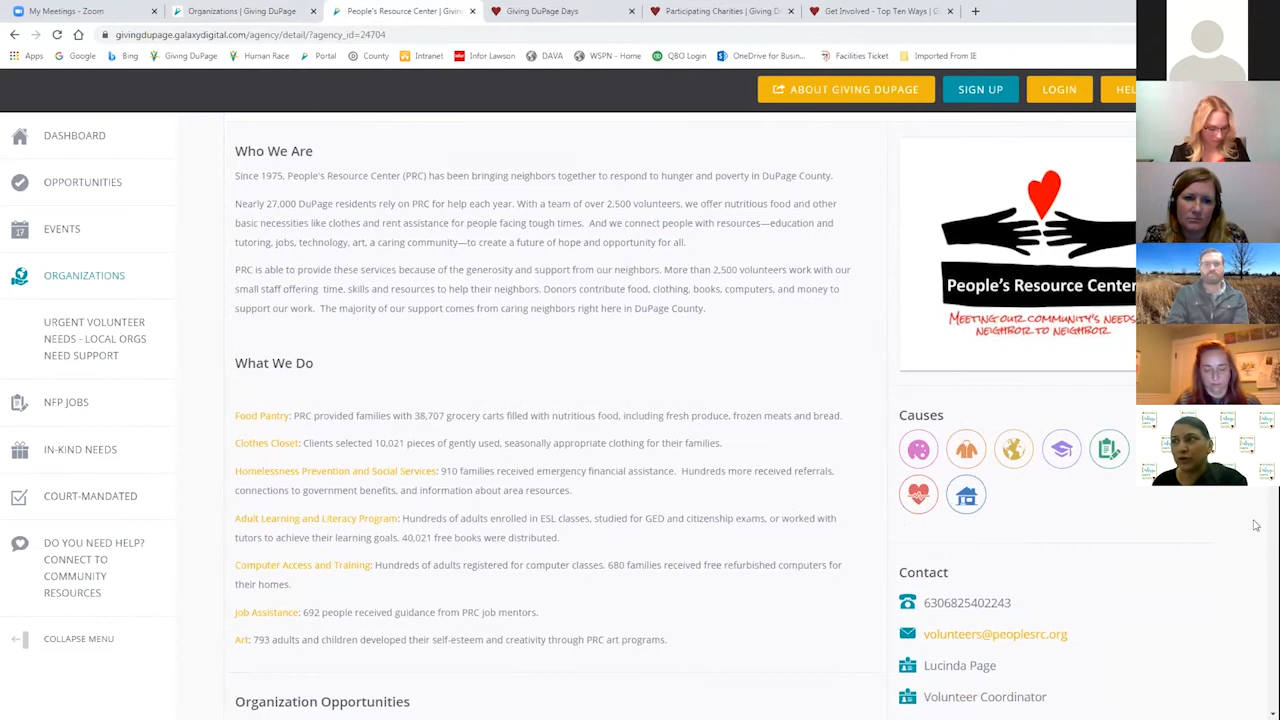 My Meetings - Zoom
Organizations | Giving DuPage
People's Resource Center | Givin
Giving DuPage Days
Participating Charities | Giving D
Get Involved - Top Ten Ways | G
givingdupage.galaxydigital.com/agency/detail/?agency_id=24704
Apps
Google
Bing
Giving DuPage
Human Race
Portal
County
Intranet
Infor Lawson
DAVA
WSPN - Home
QBO Login
OneDrive for Busin...
Facilities Ticket
Imported From IE
ABOUT GIVING DUPAGE
SIGN UP
LOGIN
HEL
DASHBOARD
OPPORTUNITIES
EVENTS
17
ORGANIZATIONS
URGENT VOLUNTEER
NEEDS - LOCAL ORGS
NEED SUPPORT
NFP JOBS
IN-KIND NEEDS
COURT-MANDATED
DO YOU NEED HELP?
CONNECT TO
COMMUNITY
RESOURCES
COLLAPSE MENU
Who We Are
Since 1975, People's Resource Center (PRC) has been bringing neighbors together to respond to hunger and poverty in DuPage County.
Nearly 27,000 DuPage residents rely on PRC for help each year. With a team of over 2,500 volunteers, we offer nutritious food and other
basic necessities like clothes and rent assistance for people facing tough times. And we connect people with resources—education and
tutoring, jobs, technology, art, a caring community—to create a future of hope and opportunity for all.
PRC is able to provide these services because of the generosity and support from our neighbors. More than 2,500 volunteers work with our
small staff offering time, skills and resources to help their neighbors. Donors contribute food, clothing, books, computers, and money to
support our work. The majority of our support comes from caring neighbors right here in DuPage County.
What We Do
Food Pantry: PRC provided families with 38,707 grocery carts filled with nutritious food, including fresh produce, frozen meats and bread.
Clothes Closet: Clients selected 10,021 pieces of gently used, seasonally appropriate clothing for their families.
Homelessness Prevention and Social Services: 910 families received emergency financial assistance. Hundreds more received referrals,
connections to government benefits, and information about area resources.
Adult Learning and Literacy Program: Hundreds of adults enrolled in ESL classes, studied for GED and citizenship exams, or worked with
tutors to achieve their learning goals. 40,021 free books were distributed.
Computer Access and Training: Hundreds of adults registered for computer classes. 680 families received free refurbished computers for
their homes.
Job Assistance: 692 people received guidance from PRC job mentors.
Art: 793 adults and children developed their self-esteem and creativity through PRC art programs.
Organization Opportunities
People's Resource Center
MEETING OUR COMMUNITY'S NEEDS
NEIGHBOR TO NEIGHBOR
Causes
Contact
6306825402243
volunteers@peoplesrc.org
Lucinda Page
Volunteer Coordinator